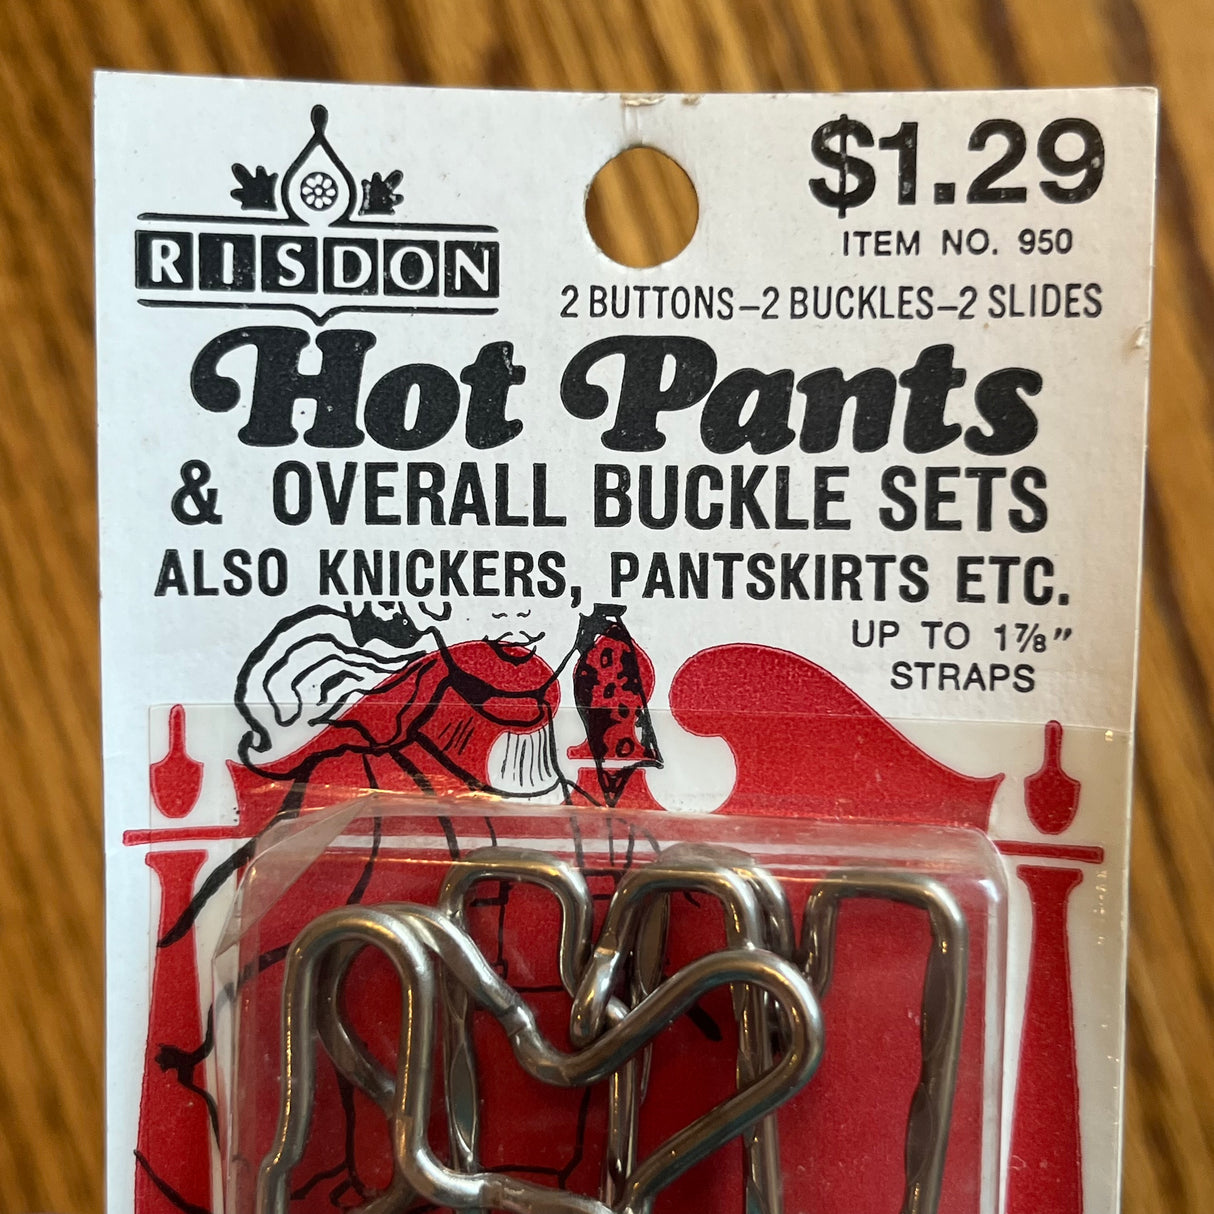 RISDON
$1.29
ITEM NO. 950
2 BUTTONS–2 BUCKLES–2 SLIDES
Hot Pants
& OVERALL BUCKLE SETS
ALSO KNICKERS, PANTSKIRTS ETC.
UP TO 1⅞"
STRAPS